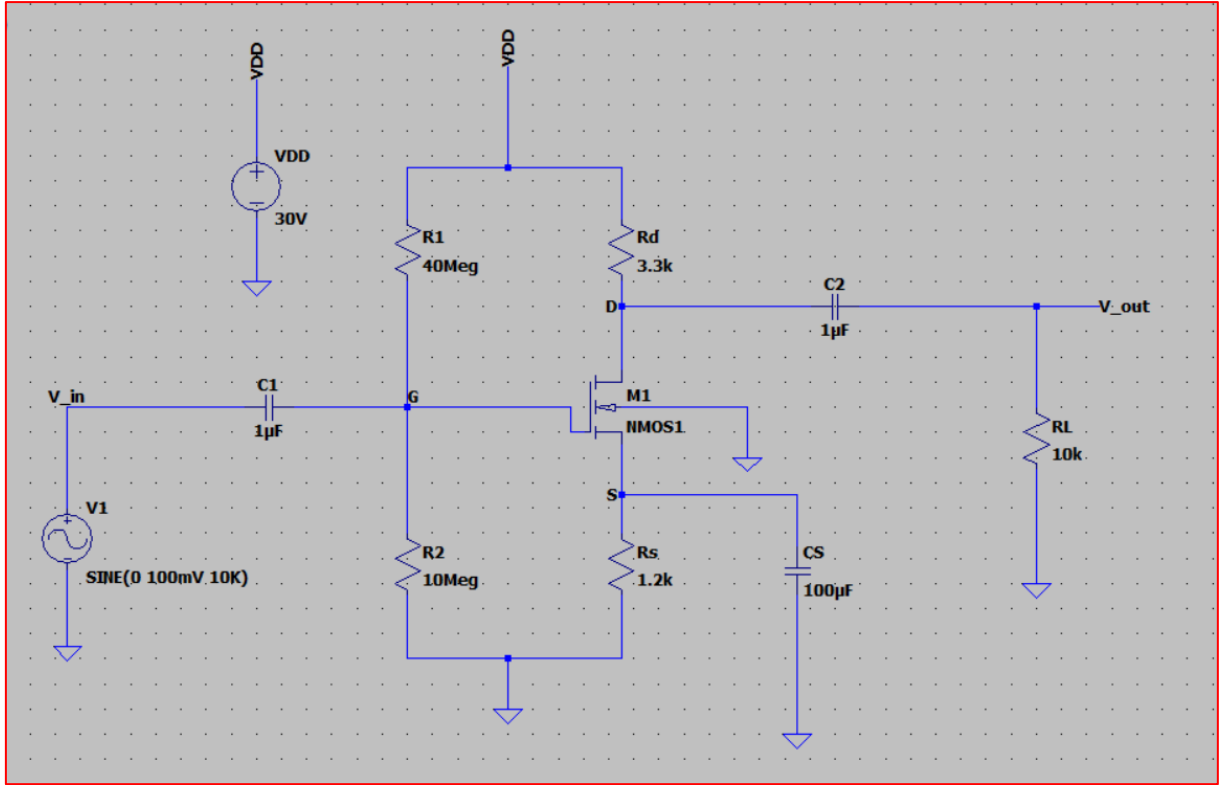 VDD
VDD
VDD
30V
R1
40Meg
Rd
3.3k
C2
1µF
D
V_out
V_in
C1
1µF
G
M1
NMOS1
RL
10k
V1
SINE(0 100mV 10K)
S
R2
10Meg
Rs
1.2k
CS
100µF